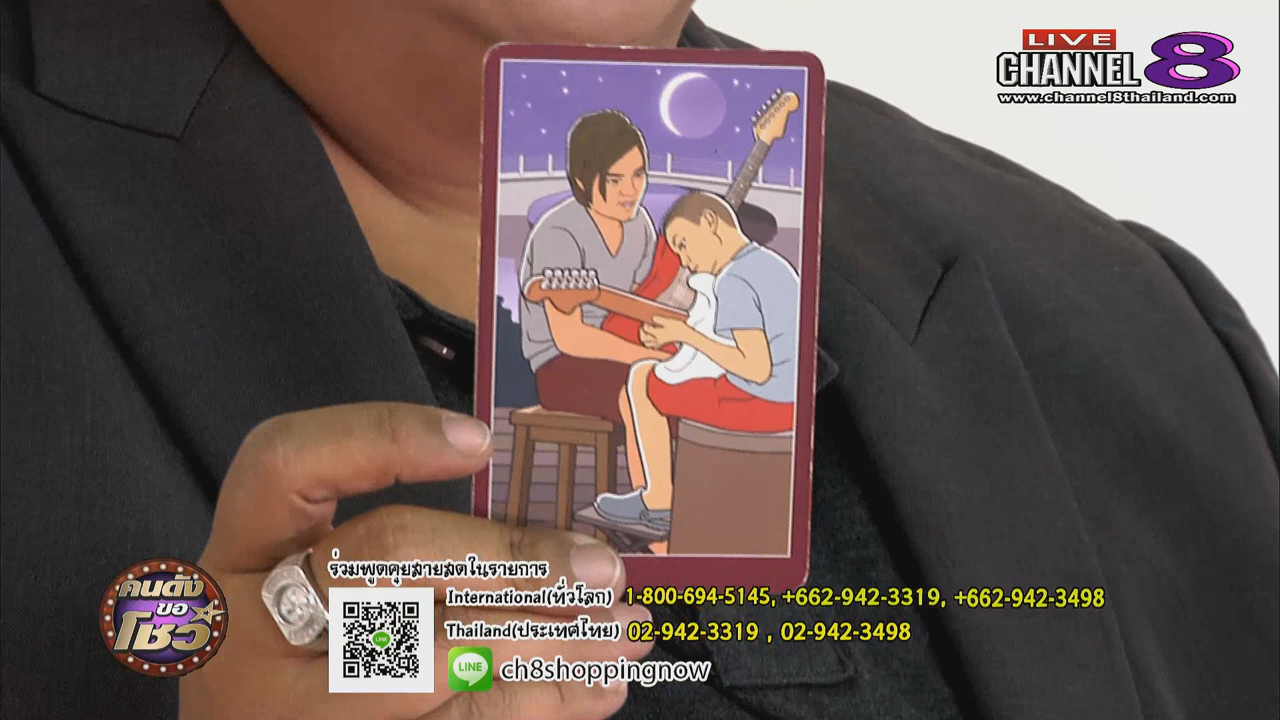 LIVE
CHANNEL 8
www.channel8thailand.com
คนดัง
ขอ
โชว์
ร่วมพูดคุยสายสดในรายการ
International(ทั่วโลก) 1-800-694-5145, +662-942-3319, +662-942-3498
Thailand(ประเทศไทย) 02-942-3319 , 02-942-3498
LINE
LINE ch8shoppingnow